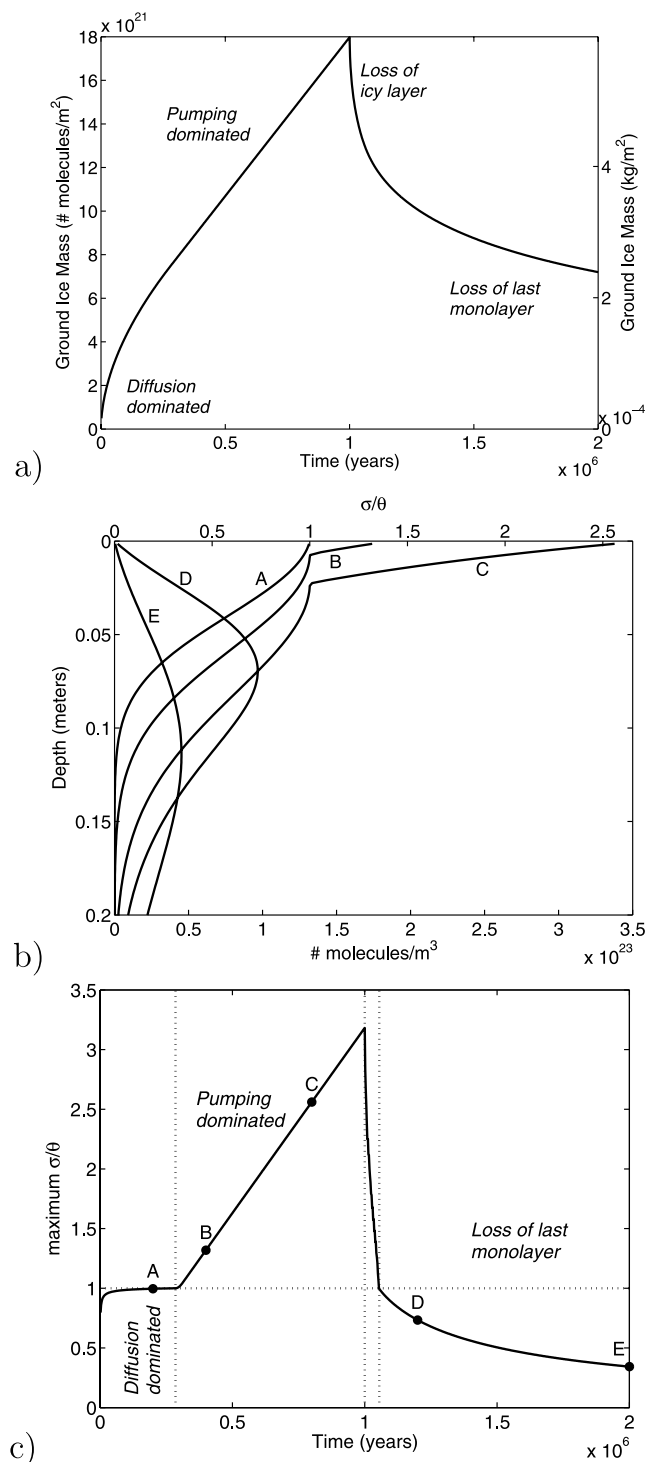 x 10^21
18
16
14
12
10
8
6
4
2
0
Ground Ice Mass (# molecules/m^2)
Pumping
dominated
Loss of
icy layer
Diffusion
dominated
Loss of last
monolayer
4
2
0
x 10^-4
Ground Ice Mass (kg/m^2)
0 0.5 1 1.5 2
Time (years)
x 10^6
a)
σ/θ
0 0.5 1 1.5 2 2.5
0
0.05
0.1
0.15
0.2
Depth (meters)
A
B
C
D
E
0 0.5 1 1.5 2 2.5 3 3.5
# molecules/m^3
x 10^23
b)
3.5
3
2.5
2
1.5
1
0.5
0
maximum σ/θ
Pumping
dominated
C
B
A
Diffusion
dominated
Loss of last
monolayer
D
E
0 0.5 1 1.5 2
Time (years)
x 10^6
c)